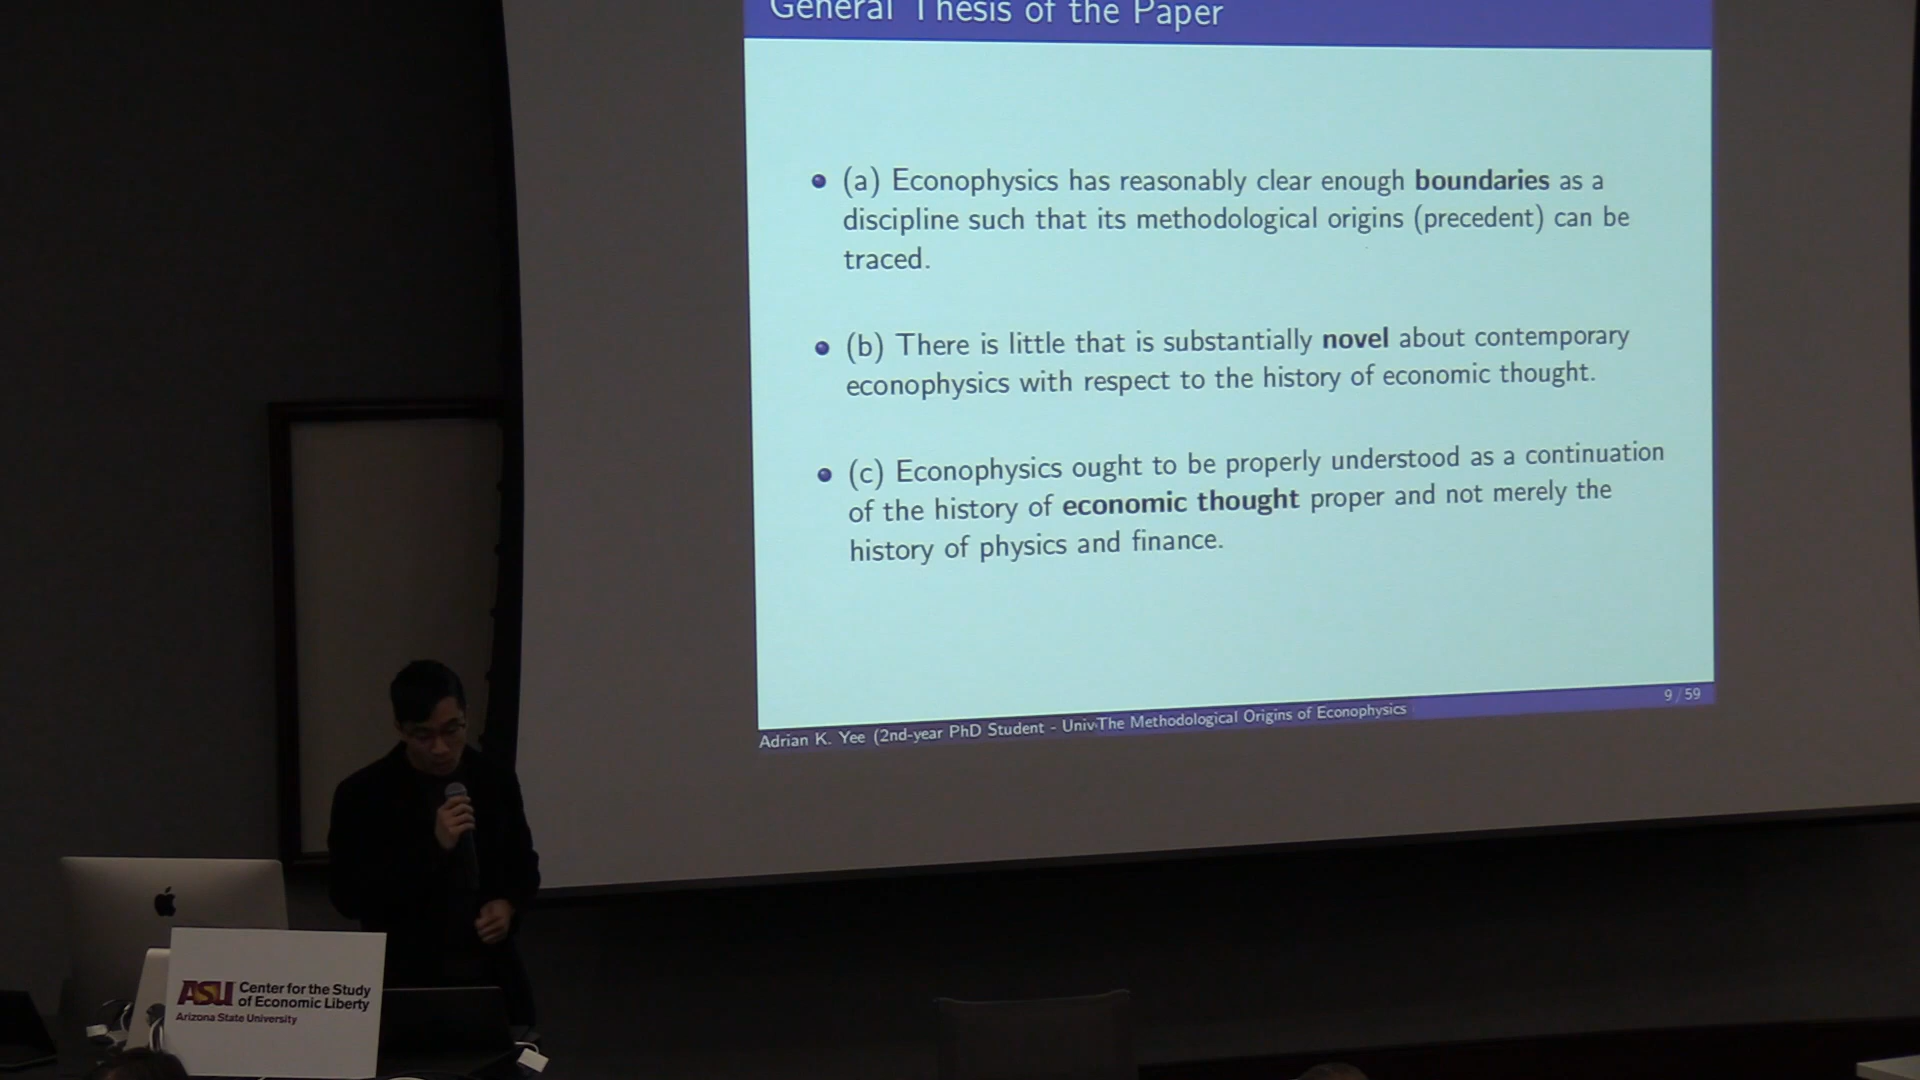 General Thesis of the Paper
(a) Econophysics has reasonably clear enough boundaries as a
discipline such that its methodological origins (precedent) can be
traced.
(b) There is little that is substantially novel about contemporary
econophysics with respect to the history of economic thought.
(c) Econophysics ought to be properly understood as a continuation
of the history of economic thought proper and not merely the
history of physics and finance.
9 / 59
Adrian K. Yee (2nd-year PhD Student - Univ The Methodological Origins of Econophysics
ASU Center for the Study
of Economic Liberty
Arizona State University